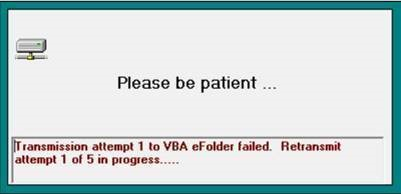 Please be patient ...
Transmission attempt 1 to VBA eFolder failed.  Retransmit
attempt 1 of 5 in progress.....